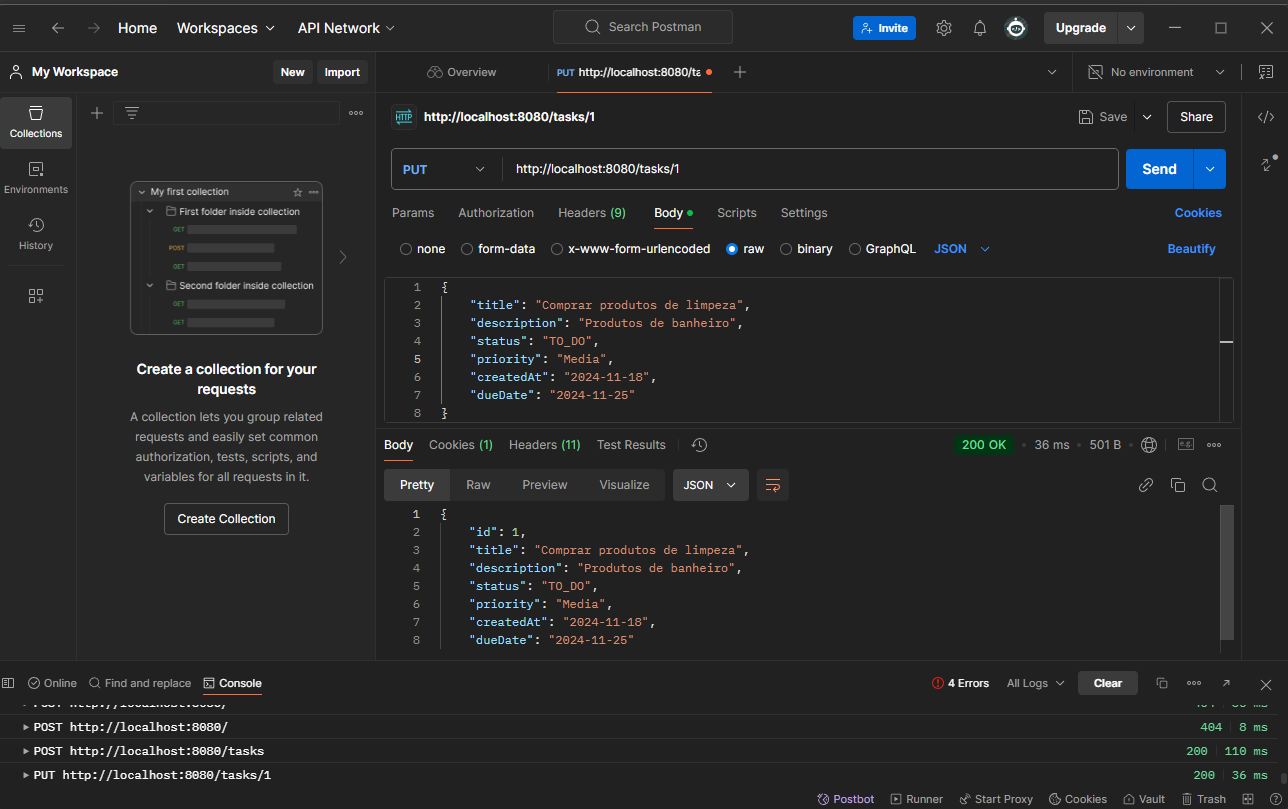 Home Workspaces API Network Search Postman Invite Upgrade
My Workspace New Import Overview PUT http://localhost:8080/ta No environment
Collections
Environments
History
My first collection
First folder inside collection
GET
POST
GET
Second folder inside collection
GET
GET
Create a collection for your
requests
A collection lets you group related
requests and easily set common
authorization, tests, scripts, and
variables for all requests in it.
Create Collection
HTTP http://localhost:8080/tasks/1 Save Share
PUT http://localhost:8080/tasks/1 Send
Params Authorization Headers (9) Body Scripts Settings Cookies
none form-data x-www-form-urlencoded raw binary GraphQL JSON Beautify
1 {
2 "title": "Comprar produtos de limpeza",
3 "description": "Produtos de banheiro",
4 "status": "TO_DO",
5 "priority": "Media",
6 "createdAt": "2024-11-18",
7 "dueDate": "2024-11-25"
8 }
Body Cookies (1) Headers (11) Test Results 200 OK 36 ms 501 B e.g.
Pretty Raw Preview Visualize JSON
1 {
2 "id": 1,
3 "title": "Comprar produtos de limpeza",
4 "description": "Produtos de banheiro",
5 "status": "TO_DO",
6 "priority": "Media",
7 "createdAt": "2024-11-18",
8 "dueDate": "2024-11-25"
Online Find and replace Console 4 Errors All Logs Clear
POST http://localhost:8080/ 404 8 ms
POST http://localhost:8080/tasks 200 110 ms
PUT http://localhost:8080/tasks/1 200 36 ms
Postbot Runner Start Proxy Cookies Vault Trash